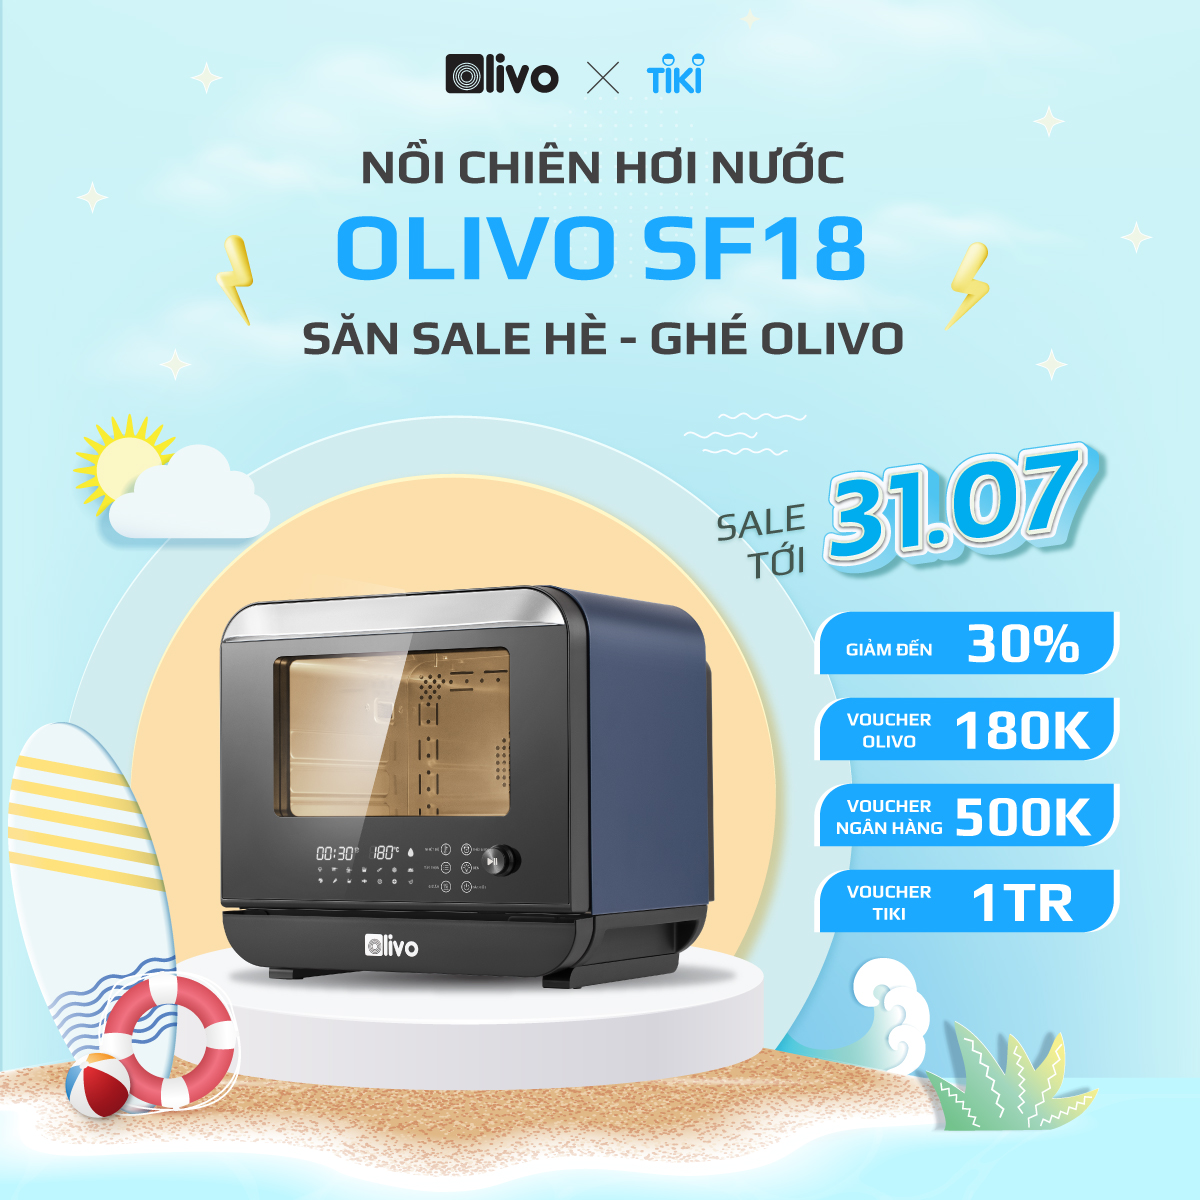 Olivo × TIKI
NỒI CHIÊN HƠI NƯỚC
OLIVO SF18
SĂN SALE HÈ - GHÉ OLIVO
SALE
TỚI
31.07
GIẢM ĐẾN 30%
VOUCHER
OLIVO
180K
VOUCHER
NGÂN HÀNG
500K
VOUCHER
TIKI
1TR
00:30 180°C
Olivo